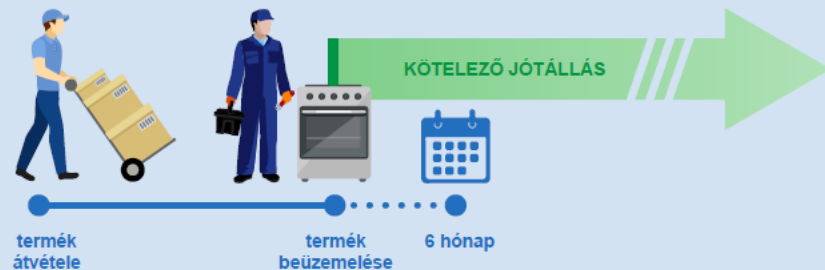 KÖTELEZŐ JÓTÁLLÁS
termék
átvétele
termék
beüzemelése
6 hónap